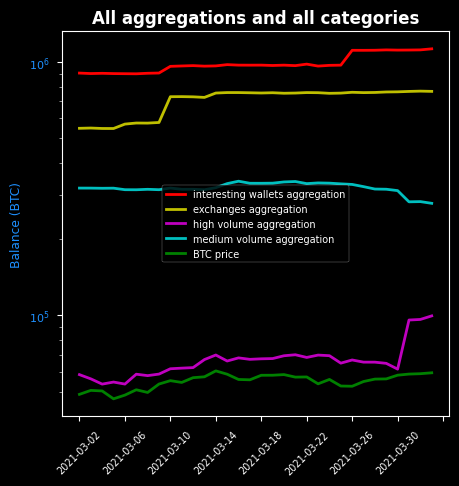 All aggregations and all categories
10^6
10^5
Balance (BTC)
interesting wallets aggregation
exchanges aggregation
high volume aggregation
medium volume aggregation
BTC price
2021-03-02
2021-03-06
2021-03-10
2021-03-14
2021-03-18
2021-03-22
2021-03-26
2021-03-30